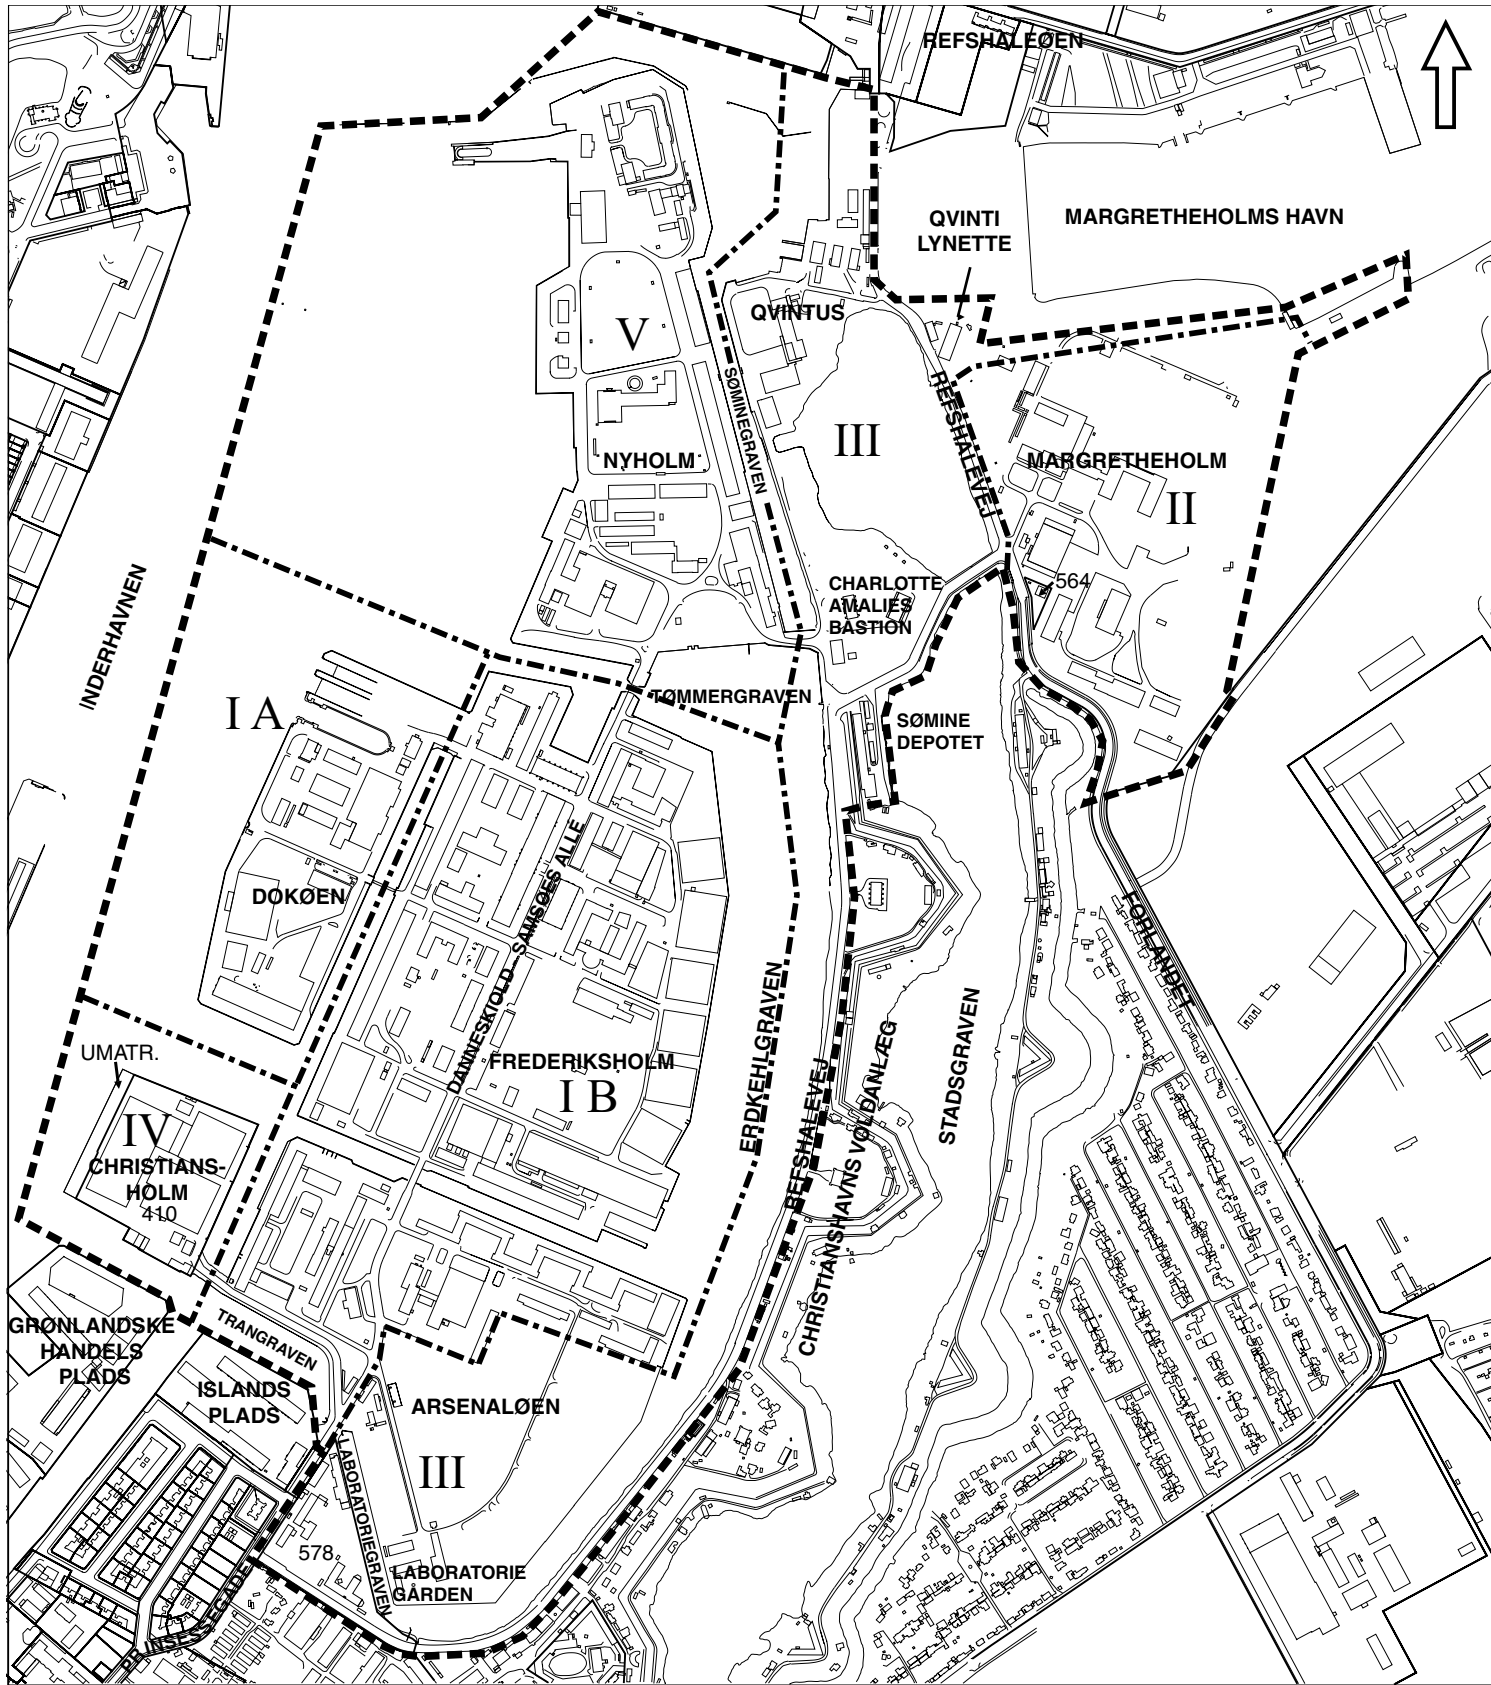 REFSHALEØEN
QVINTI
LYNETTE
MARGRETHEHOLMS HAVN
QVINTUS
V
SØMINEGRAVEN
REFSHALEVEJ
III
NYHOLM
MARGRETHEHOLM
II
INDERHAVNEN
CHARLOTTE
AMALIES
BASTION
564
TØMMERGRAVEN
I A
SØMINE
DEPOTET
DOKØEN
DANNESKIOLD-SAMSØES ALLÉ
FORLANDET
ERDKEHLGRAVEN
STADSGRAVEN
UMATR.
FREDERIKSHOLM
I B
REFSHALEVEJ
CHRISTIANSHAVNS VOLDANLÆG
IV
CHRISTIANS-
HOLM
410
GRØNLANDSKE
HANDELS
PLADS
TRANGRAVEN
ISLANDS
PLADS
ARSENALØEN
III
LABORATORIEGRAVEN
578
LABORATORIE
GÅRDEN
PRINSESSEGADE